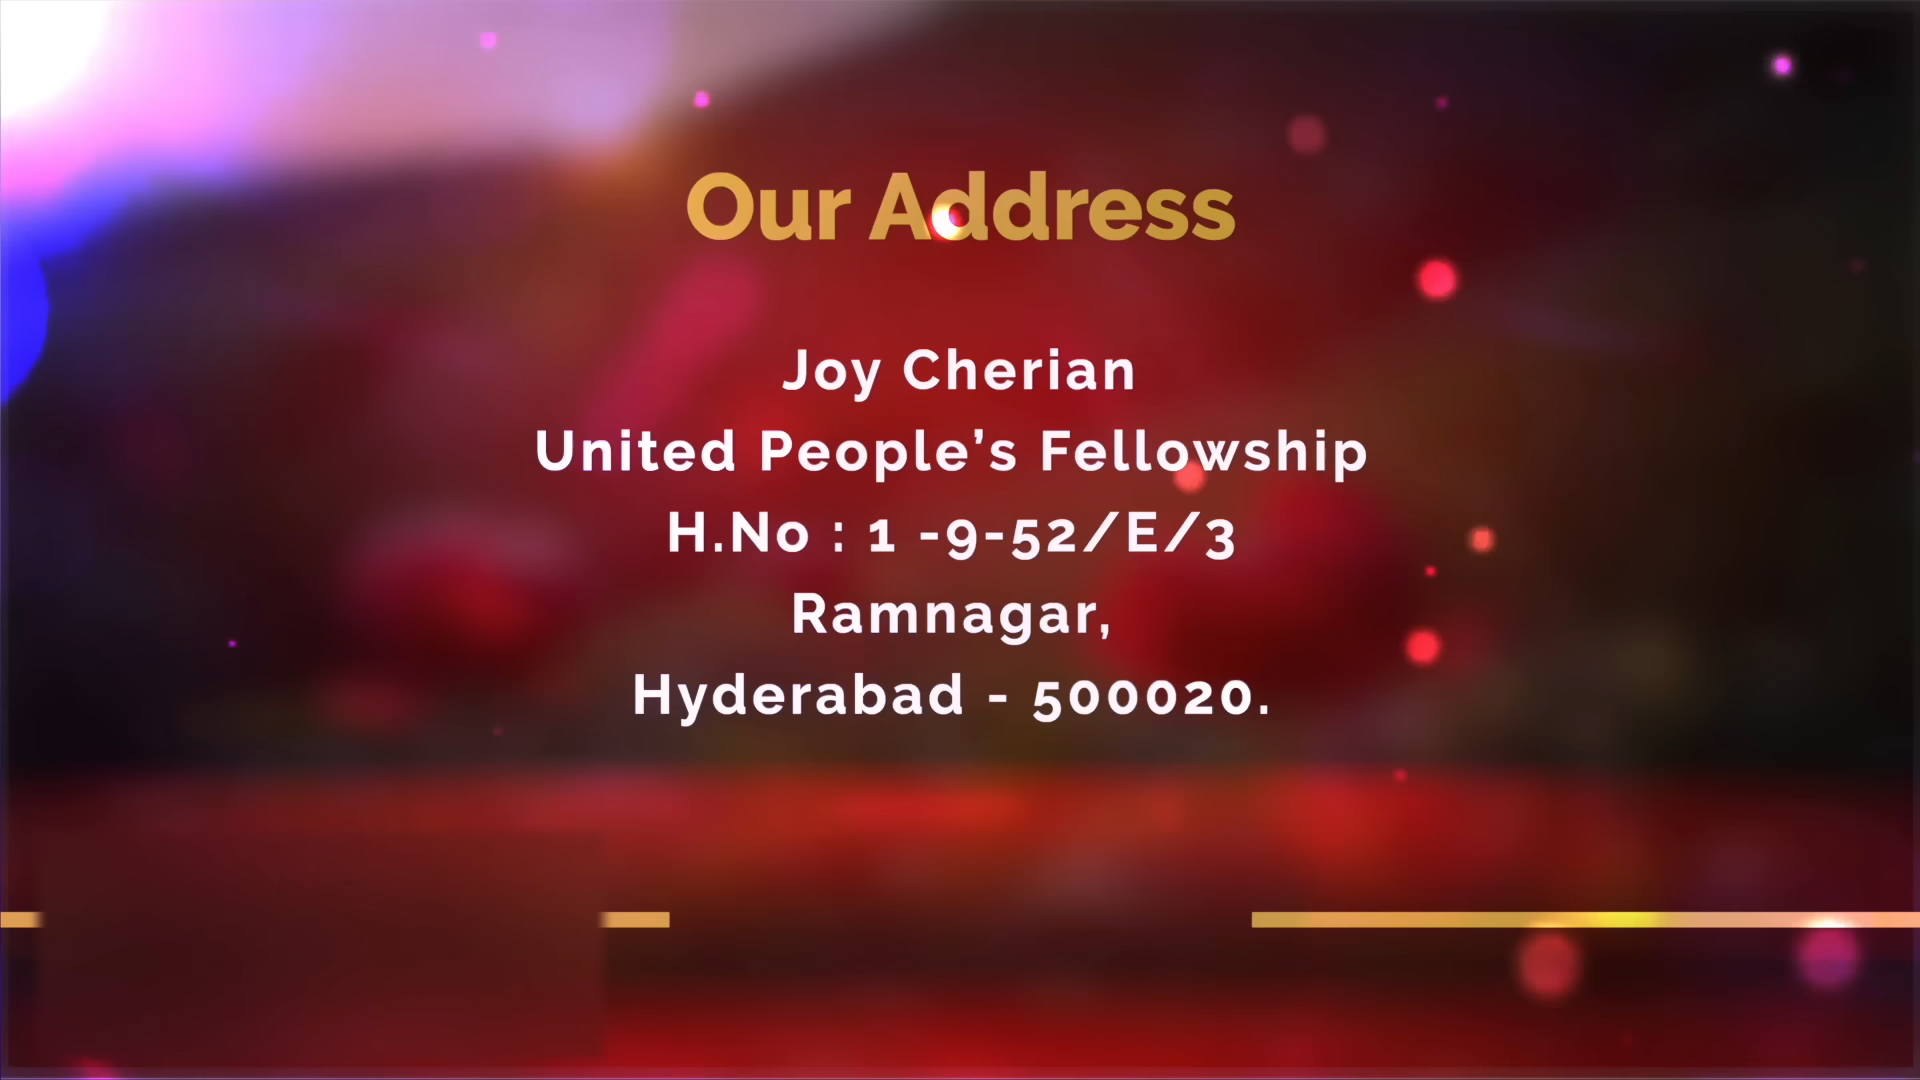 Our Address
Joy Cherian
United People’s Fellowship
H.No : 1 -9-52/E/3
Ramnagar,
Hyderabad - 500020.